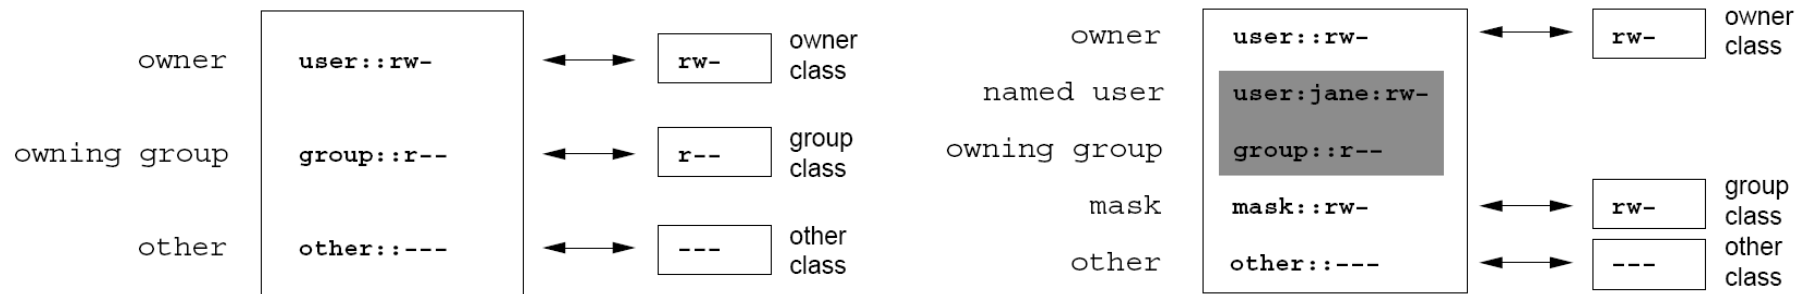 owner user::rw- rw- owner class
owning group group::r-- r-- group class
other other::--- --- other class
owner user::rw- rw- owner class
named user user:jane:rw-
owning group group::r--
mask mask::rw- rw- group class
other other::--- --- other class